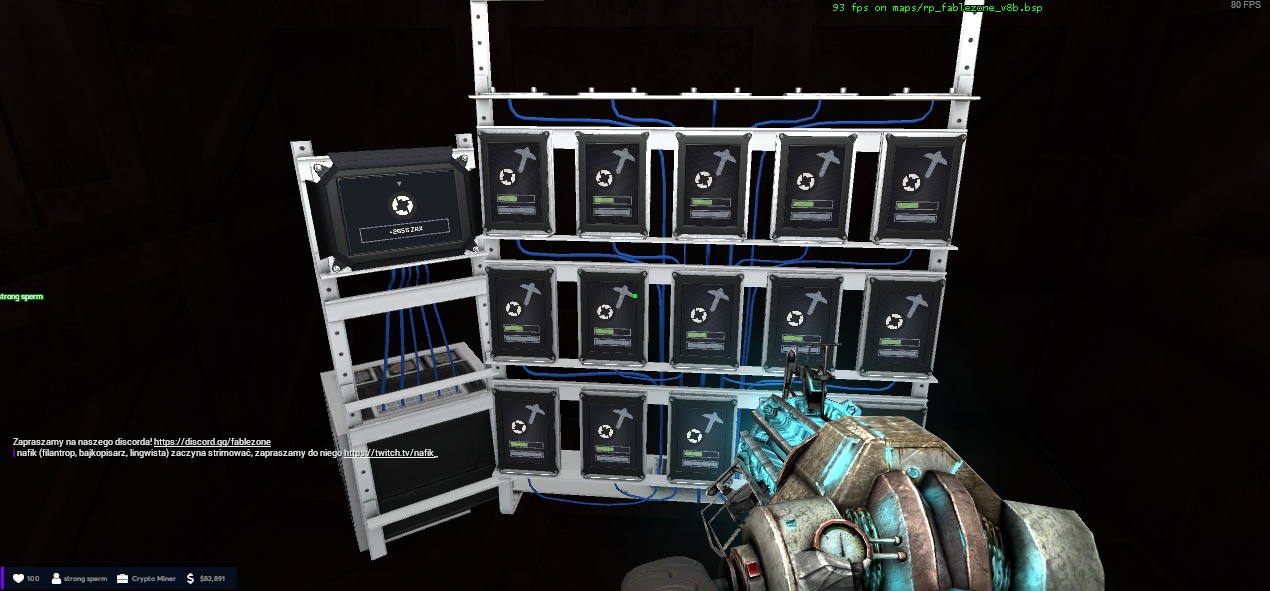 93 fps on maps/rp_fablezone_v8b.bsp
80 FPS
strong sperm
Zapraszamy na naszego discorda! https://discord.gg/fablezone
nafik (filantrop, bajkopisarz, lingwista) zaczyna strimować, zapraszamy do niego https://twitch.tv/nafik_
100 strong sperm Crypto Miner $ $82,891